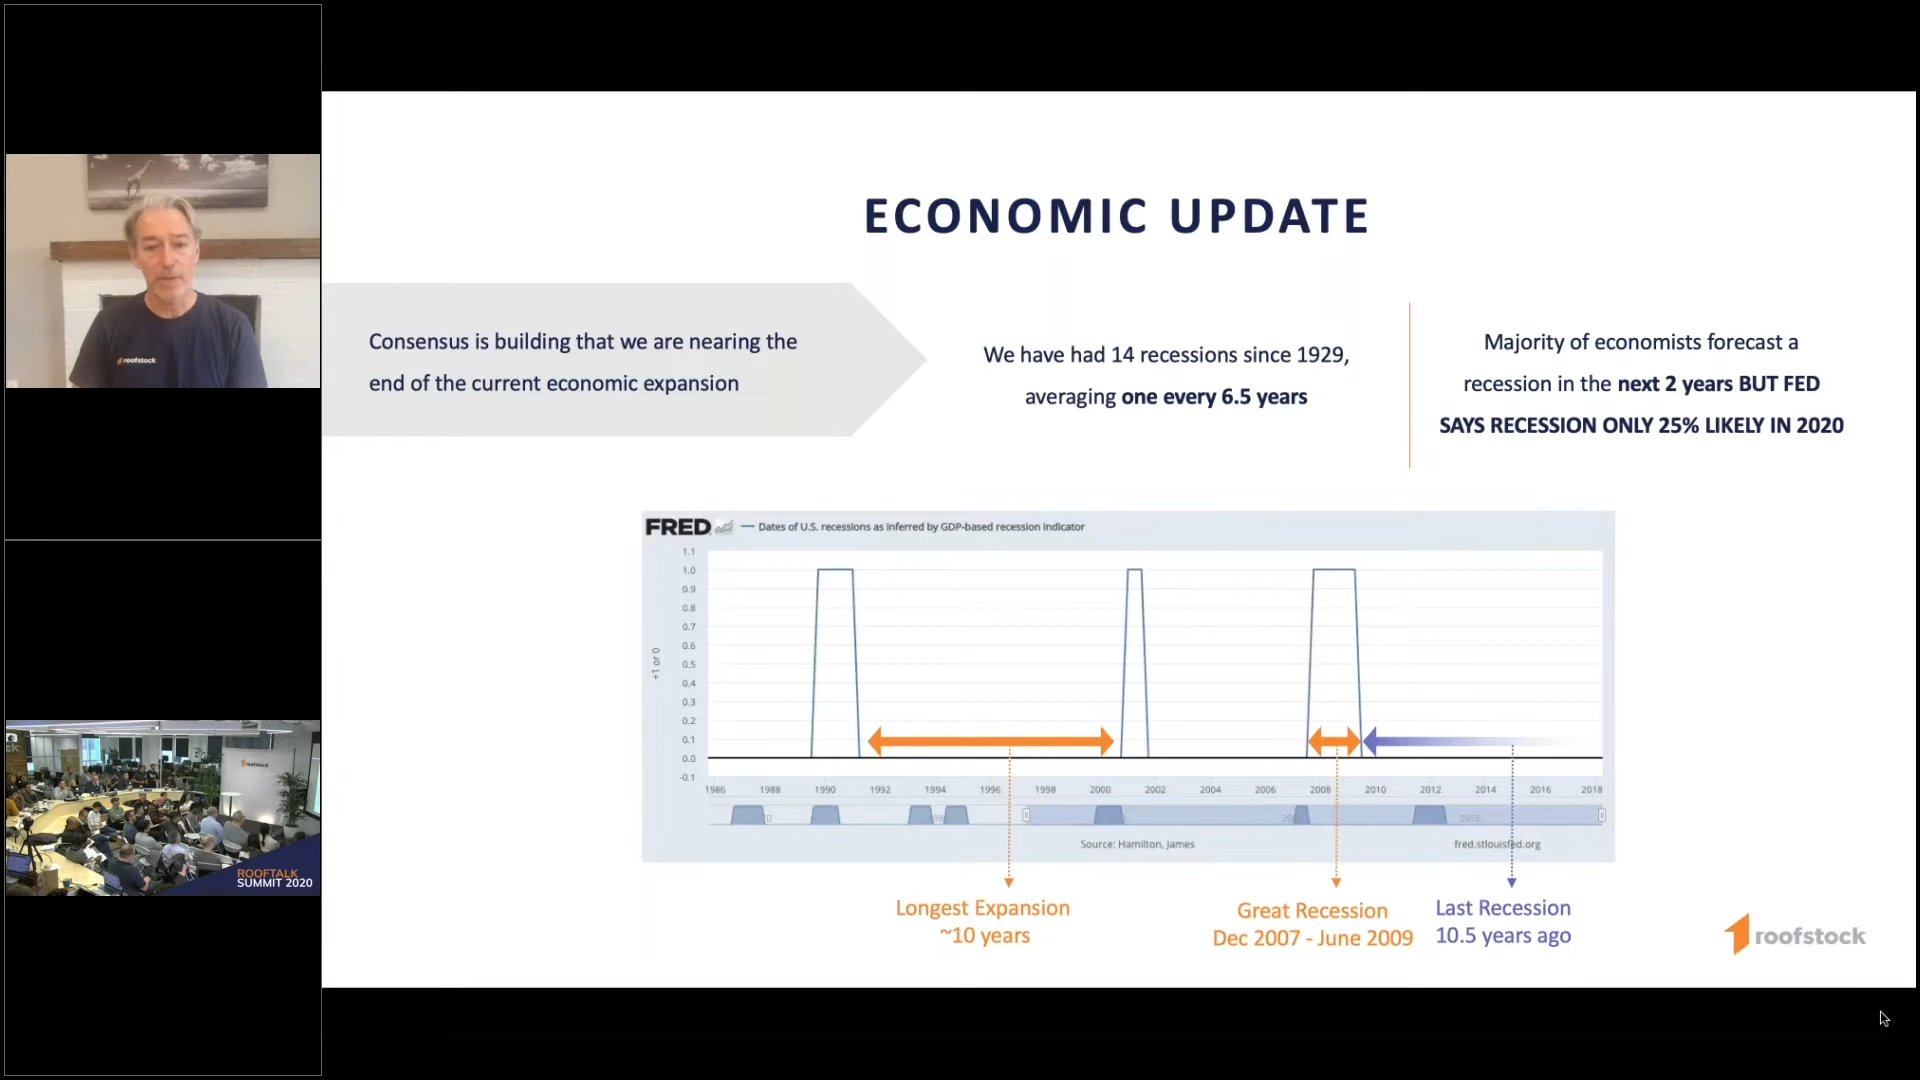 ECONOMIC UPDATE
Consensus is building that we are nearing the
end of the current economic expansion
We have had 14 recessions since 1929,
averaging one every 6.5 years
Majority of economists forecast a
recession in the next 2 years BUT FED
SAYS RECESSION ONLY 25% LIKELY IN 2020
FRED — Dates of U.S. recessions as inferred by GDP-based recession indicator
1.1
1.0
0.9
0.8
0.7
0.6
0.5
0.4
0.3
0.2
0.1
0.0
-0.1
+1 or 0
1986 1988 1990 1992 1994 1996 1998 2000 2002 2004 2006 2008 2010 2012 2014 2016 2018
2010
Source: Hamilton, James
fred.stlouisfed.org
Longest Expansion
~10 years
Great Recession
Dec 2007 - June 2009
Last Recession
10.5 years ago
roofstock
roofstock
roofstock
ROOFTALK
SUMMIT 2020